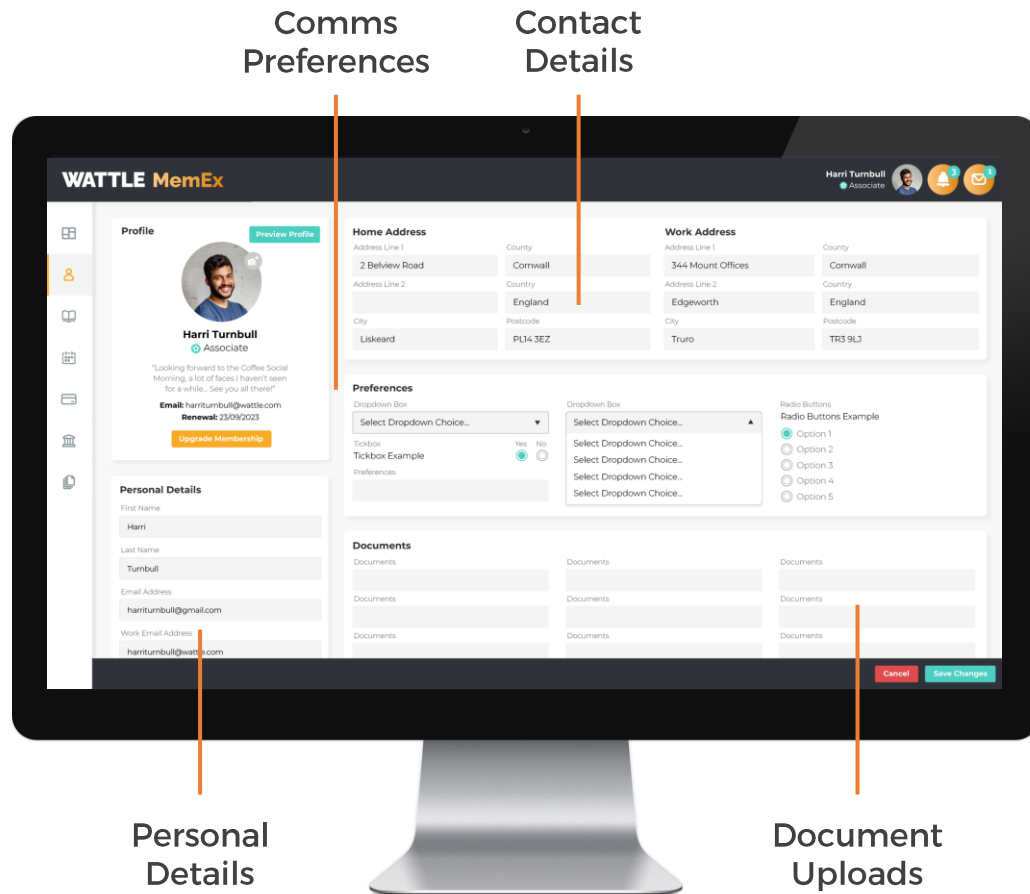 Comms
Preferences
Contact
Details
WATTLE MemEx
Harri Turnbull
Associate
3
Profile
Preview Profile
Harri Turnbull
Associate
"Looking forward to the Coffee Social
Morning, a lot of faces I haven't seen
for a while... See you all there!"
Email: harriturnbull@wattle.com
Renewal: 23/09/2023
Upgrade Membership
Personal Details
First Name
Harri
Last Name
Turnbull
Email Address
harriturnbull@gmail.com
Work Email Address
harriturnbull@wattle.com
Home Address
Address Line 1
County
2 Belview Road
Cornwall
Address Line 2
Country
England
City
Postcode
Liskeard
PL14 3EZ
Work Address
Address Line 1
County
344 Mount Offices
Cornwall
Address Line 2
Country
Edgeworth
England
City
Postcode
Truro
TR3 9LJ
Preferences
Dropdown Box
Select Dropdown Choice...
Tickbox
Yes No
Tickbox Example
Preferences
Dropdown Box
Select Dropdown Choice...
Select Dropdown Choice...
Select Dropdown Choice...
Select Dropdown Choice...
Select Dropdown Choice...
Radio Buttons
Radio Buttons Example
Option 1
Option 2
Option 3
Option 4
Option 5
Documents
Documents
Documents
Documents
Documents
Documents
Documents
Documents
Documents
Documents
Cancel
Save Changes
Personal
Details
Document
Uploads